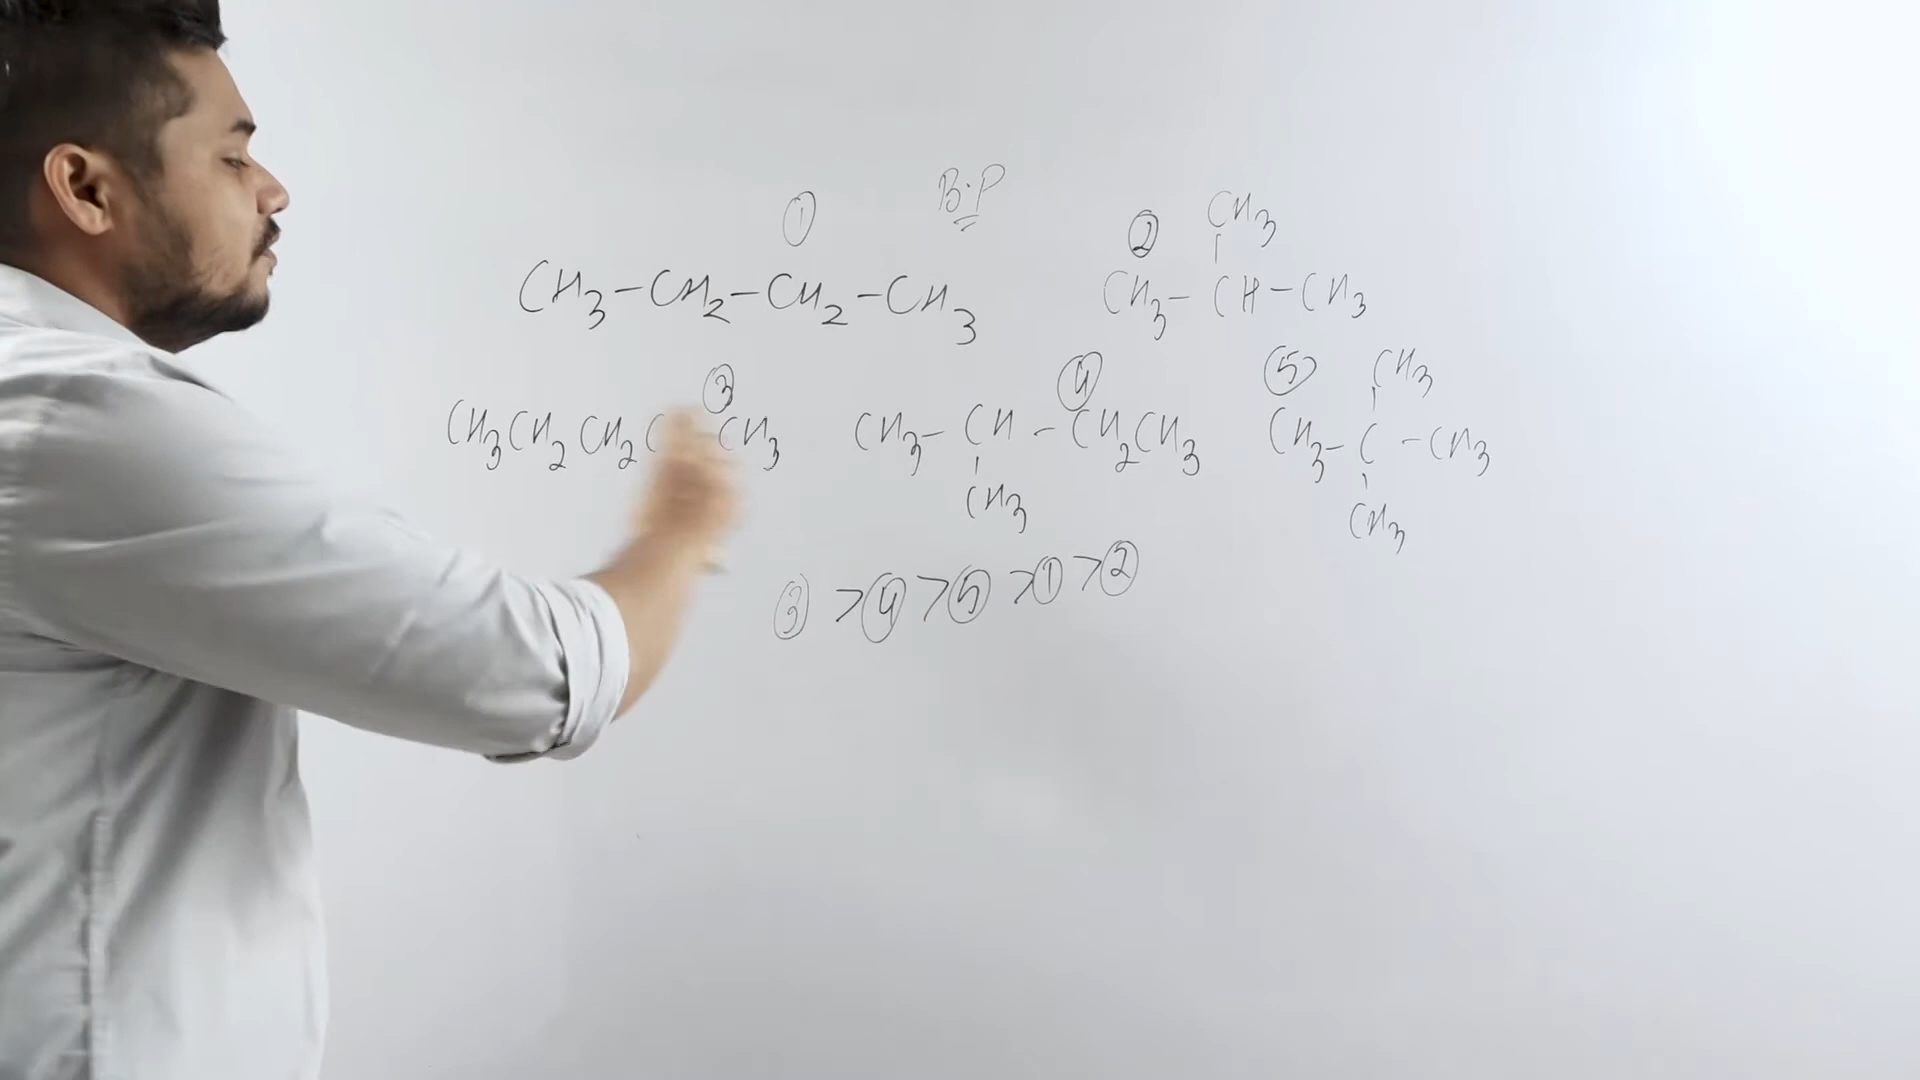 ① B.P
② CH3
CH3-CH2-CH2-CH3
CH3-CH-CH3
③ ④ ⑤ CH3
CH3CH2CH2C CH3
CH3-CH-CH2CH3
CH3-C-CH3
CH3
CH3
③>④>⑤>①>②